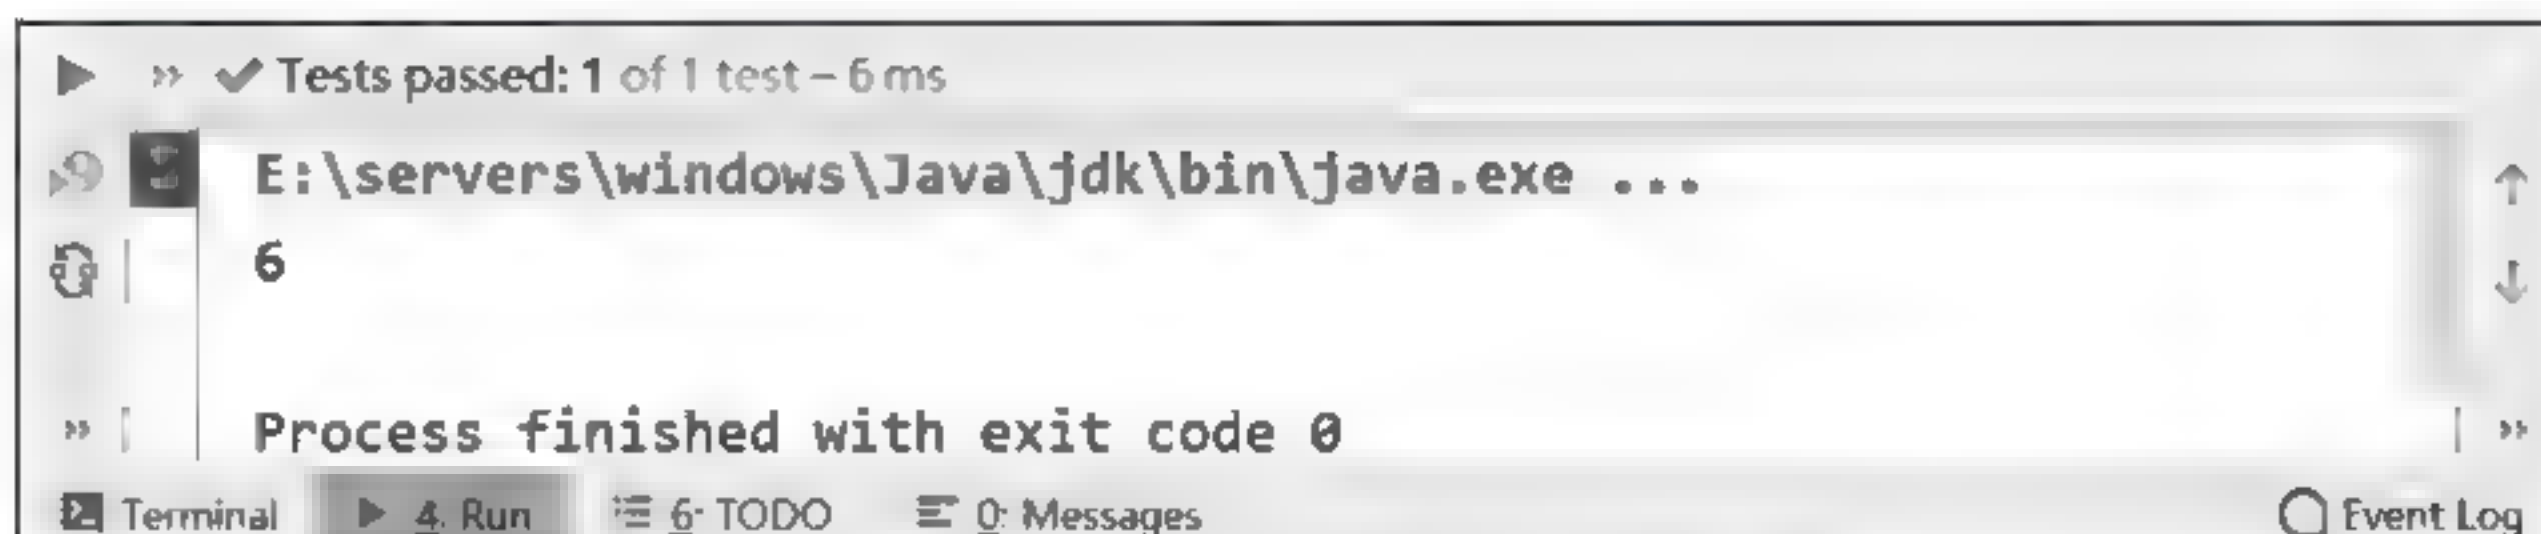 Tests passed: 1 of 1 test – 6 ms
E:\servers\windows\Java\jdk\bin\java.exe ...
6
Process finished with exit code 0
Terminal 4: Run 6: TODO 0: Messages Event Log